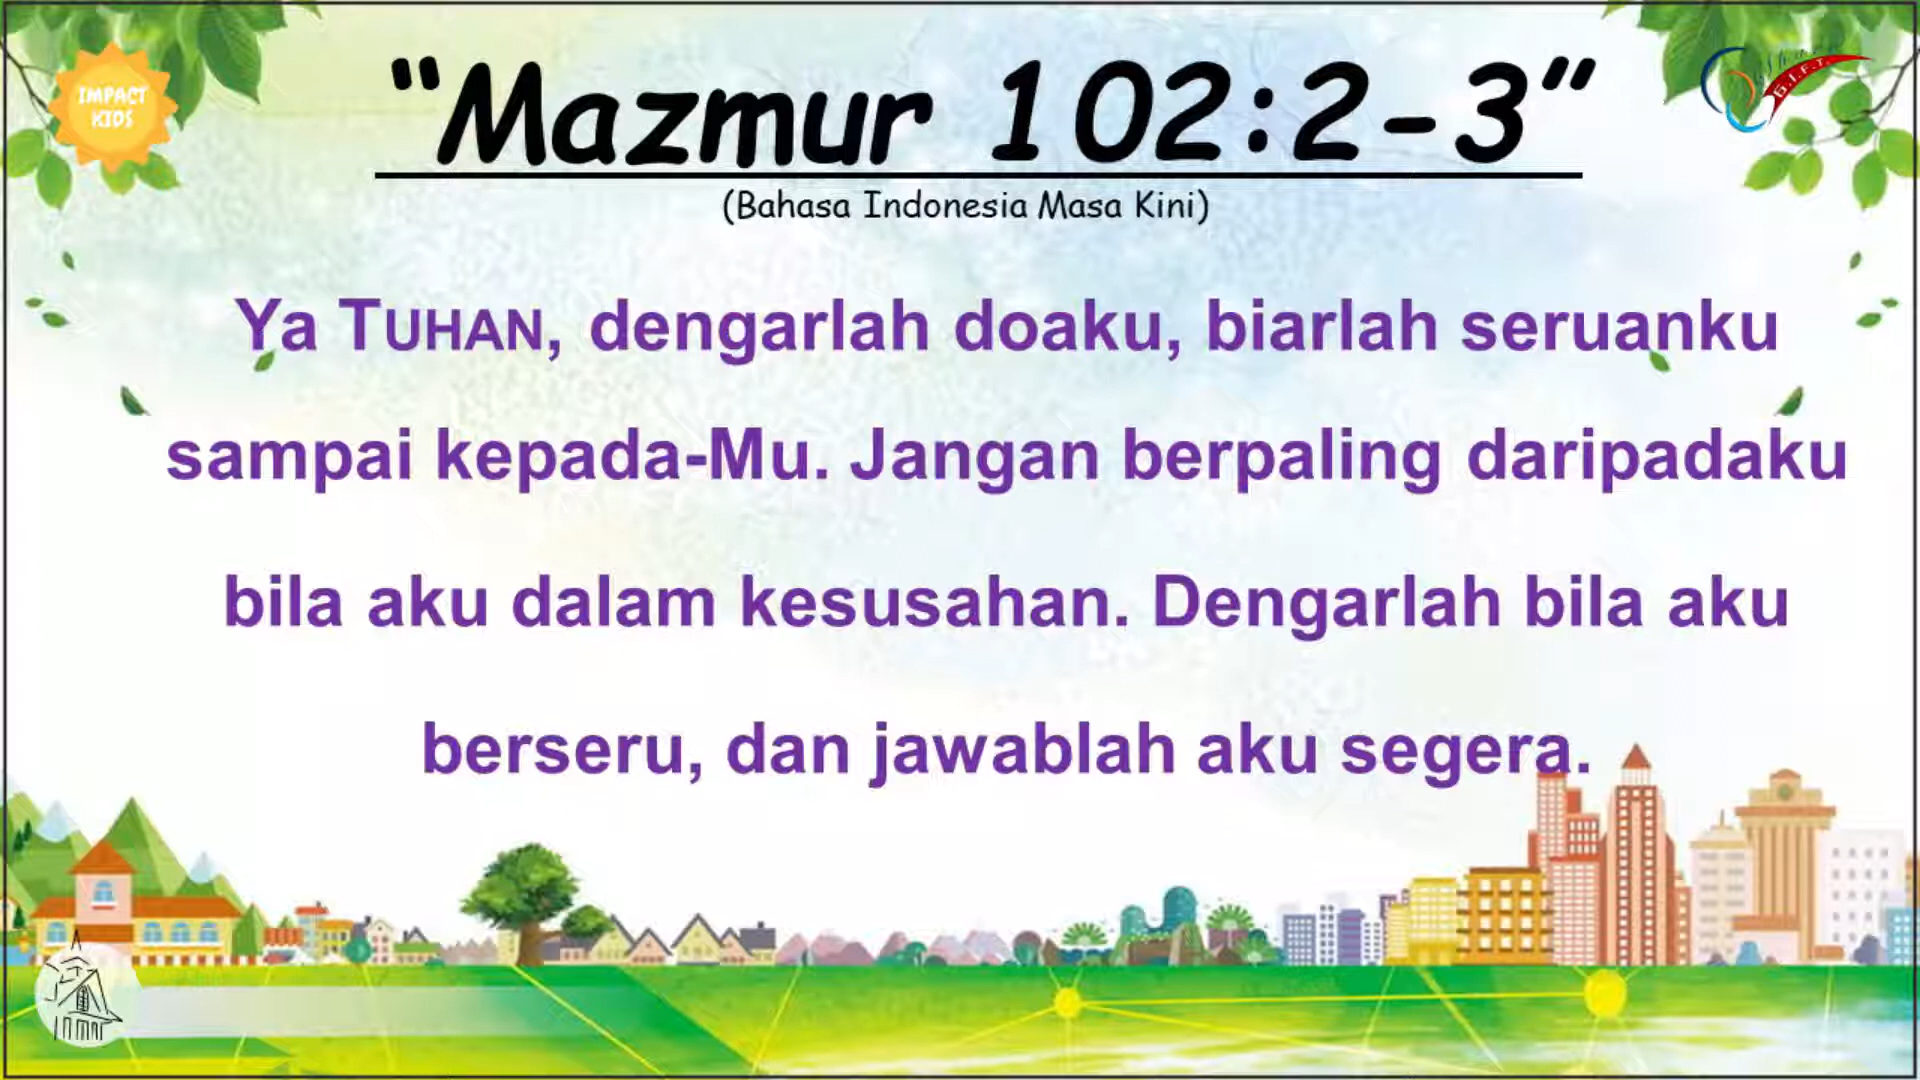 IMPACT
KIDS
“Mazmur 102:2-3”
(Bahasa Indonesia Masa Kini)
Ya TUHAN, dengarlah doaku, biarlah seruanku
sampai kepada-Mu. Jangan berpaling daripadaku
bila aku dalam kesusahan. Dengarlah bila aku
berseru, dan jawablah aku segera.
G.I.F.T.